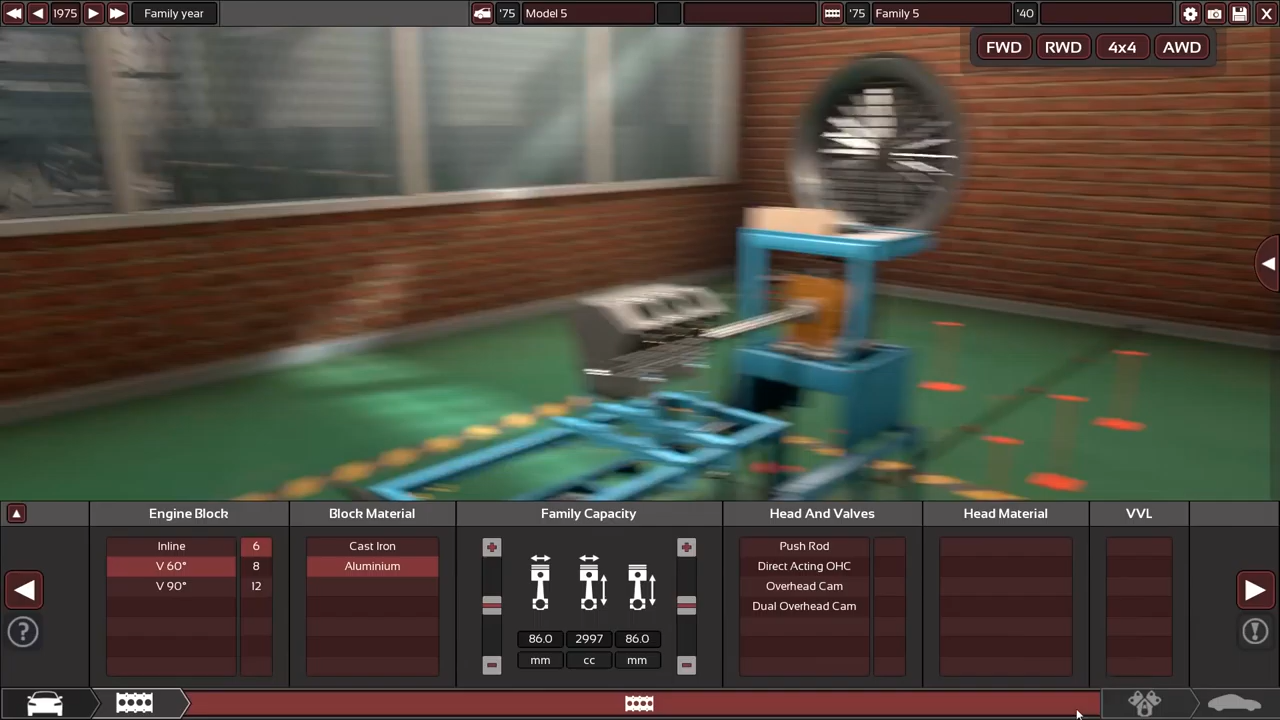 1975 Family year '75 Model 5 '75 Family 5 '40
FWD RWD 4x4 AWD
Engine Block Block Material Family Capacity Head And Valves Head Material VVL
Inline 6 Cast Iron Push Rod
V 60° 8 Aluminium Direct Acting OHC
V 90° 12 Overhead Cam
Dual Overhead Cam
86.0 2997 86.0
mm cc mm